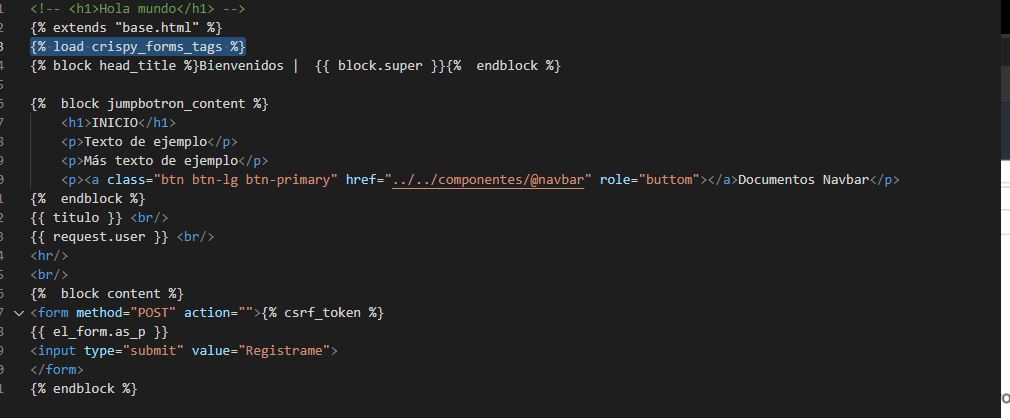 1 <!-- <h1>Hola mundo</h1> -->
2 {% extends "base.html" %}
3 {% load crispy_forms_tags %}
4 {% block head_title %}Bienvenidos |  {{ block.super }}{%  endblock %}
5
6 {%  block jumpbotron_content %}
7     <h1>INICIO</h1>
8     <p>Texto de ejemplo</p>
9     <p>Más texto de ejemplo</p>
0     <p><a class="btn btn-lg btn-primary" href="../../componentes/@navbar" role="buttom"></a>Documentos Navbar</p>
1 {%  endblock %}
2 {{ titulo }} <br/>
3 {{ request.user }} <br/>
4 <hr/>
5 <br/>
6 {%  block content %}
7 <form method="POST" action="">{% csrf_token %}
8 {{ el_form.as_p }}
9 <input type="submit" value="Registrame">
0 </form>
1 {% endblock %}